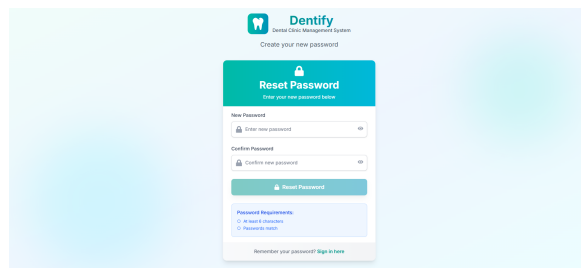 Dentify
Dental Clinic Management System
Create your new password
Reset Password
Enter your new password below
New Password
Enter new password
Confirm Password
Confirm new password
Reset Password
Password Requirements:
At least 6 characters
Passwords match
Remember your password? Sign in here